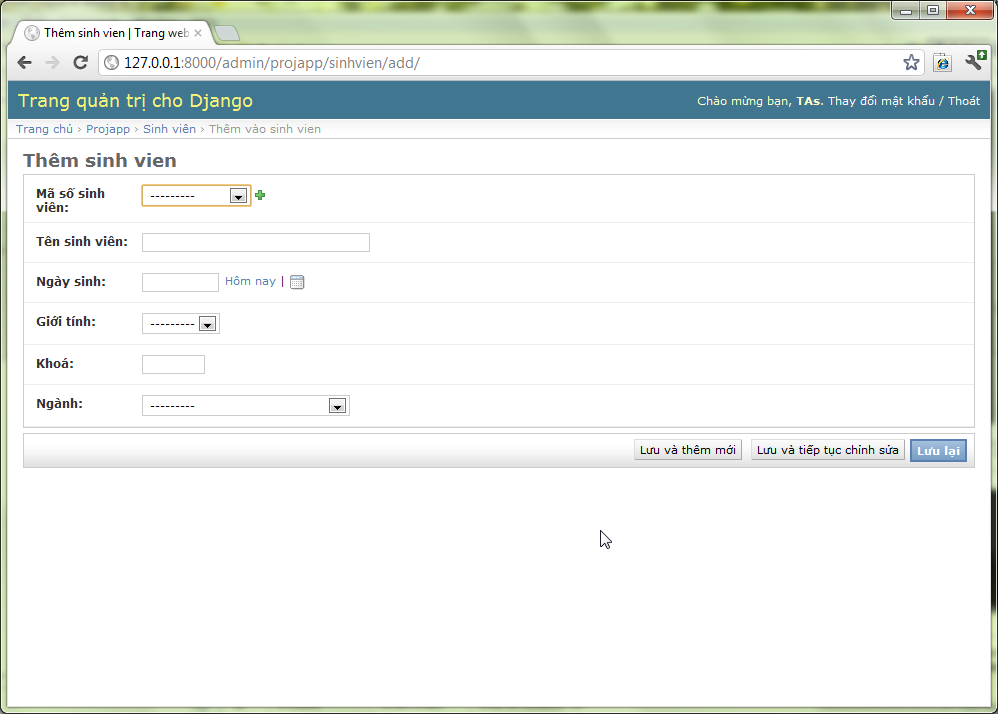 Thêm sinh vien | Trang web
127.0.0.1:8000/admin/projapp/sinhvien/add/
Trang quản trị cho Django
Chào mừng bạn, TAs. Thay đổi mật khẩu / Thoát
Trang chủ › Projapp › Sinh viên › Thêm vào sinh vien
Thêm sinh vien
Mã số sinh
viên:
---------
Tên sinh viên:
Ngày sinh:
Hôm nay |
Giới tính:
---------
Khoá:
Ngành:
---------
Lưu và thêm mới
Lưu và tiếp tục chỉnh sửa
Lưu lại